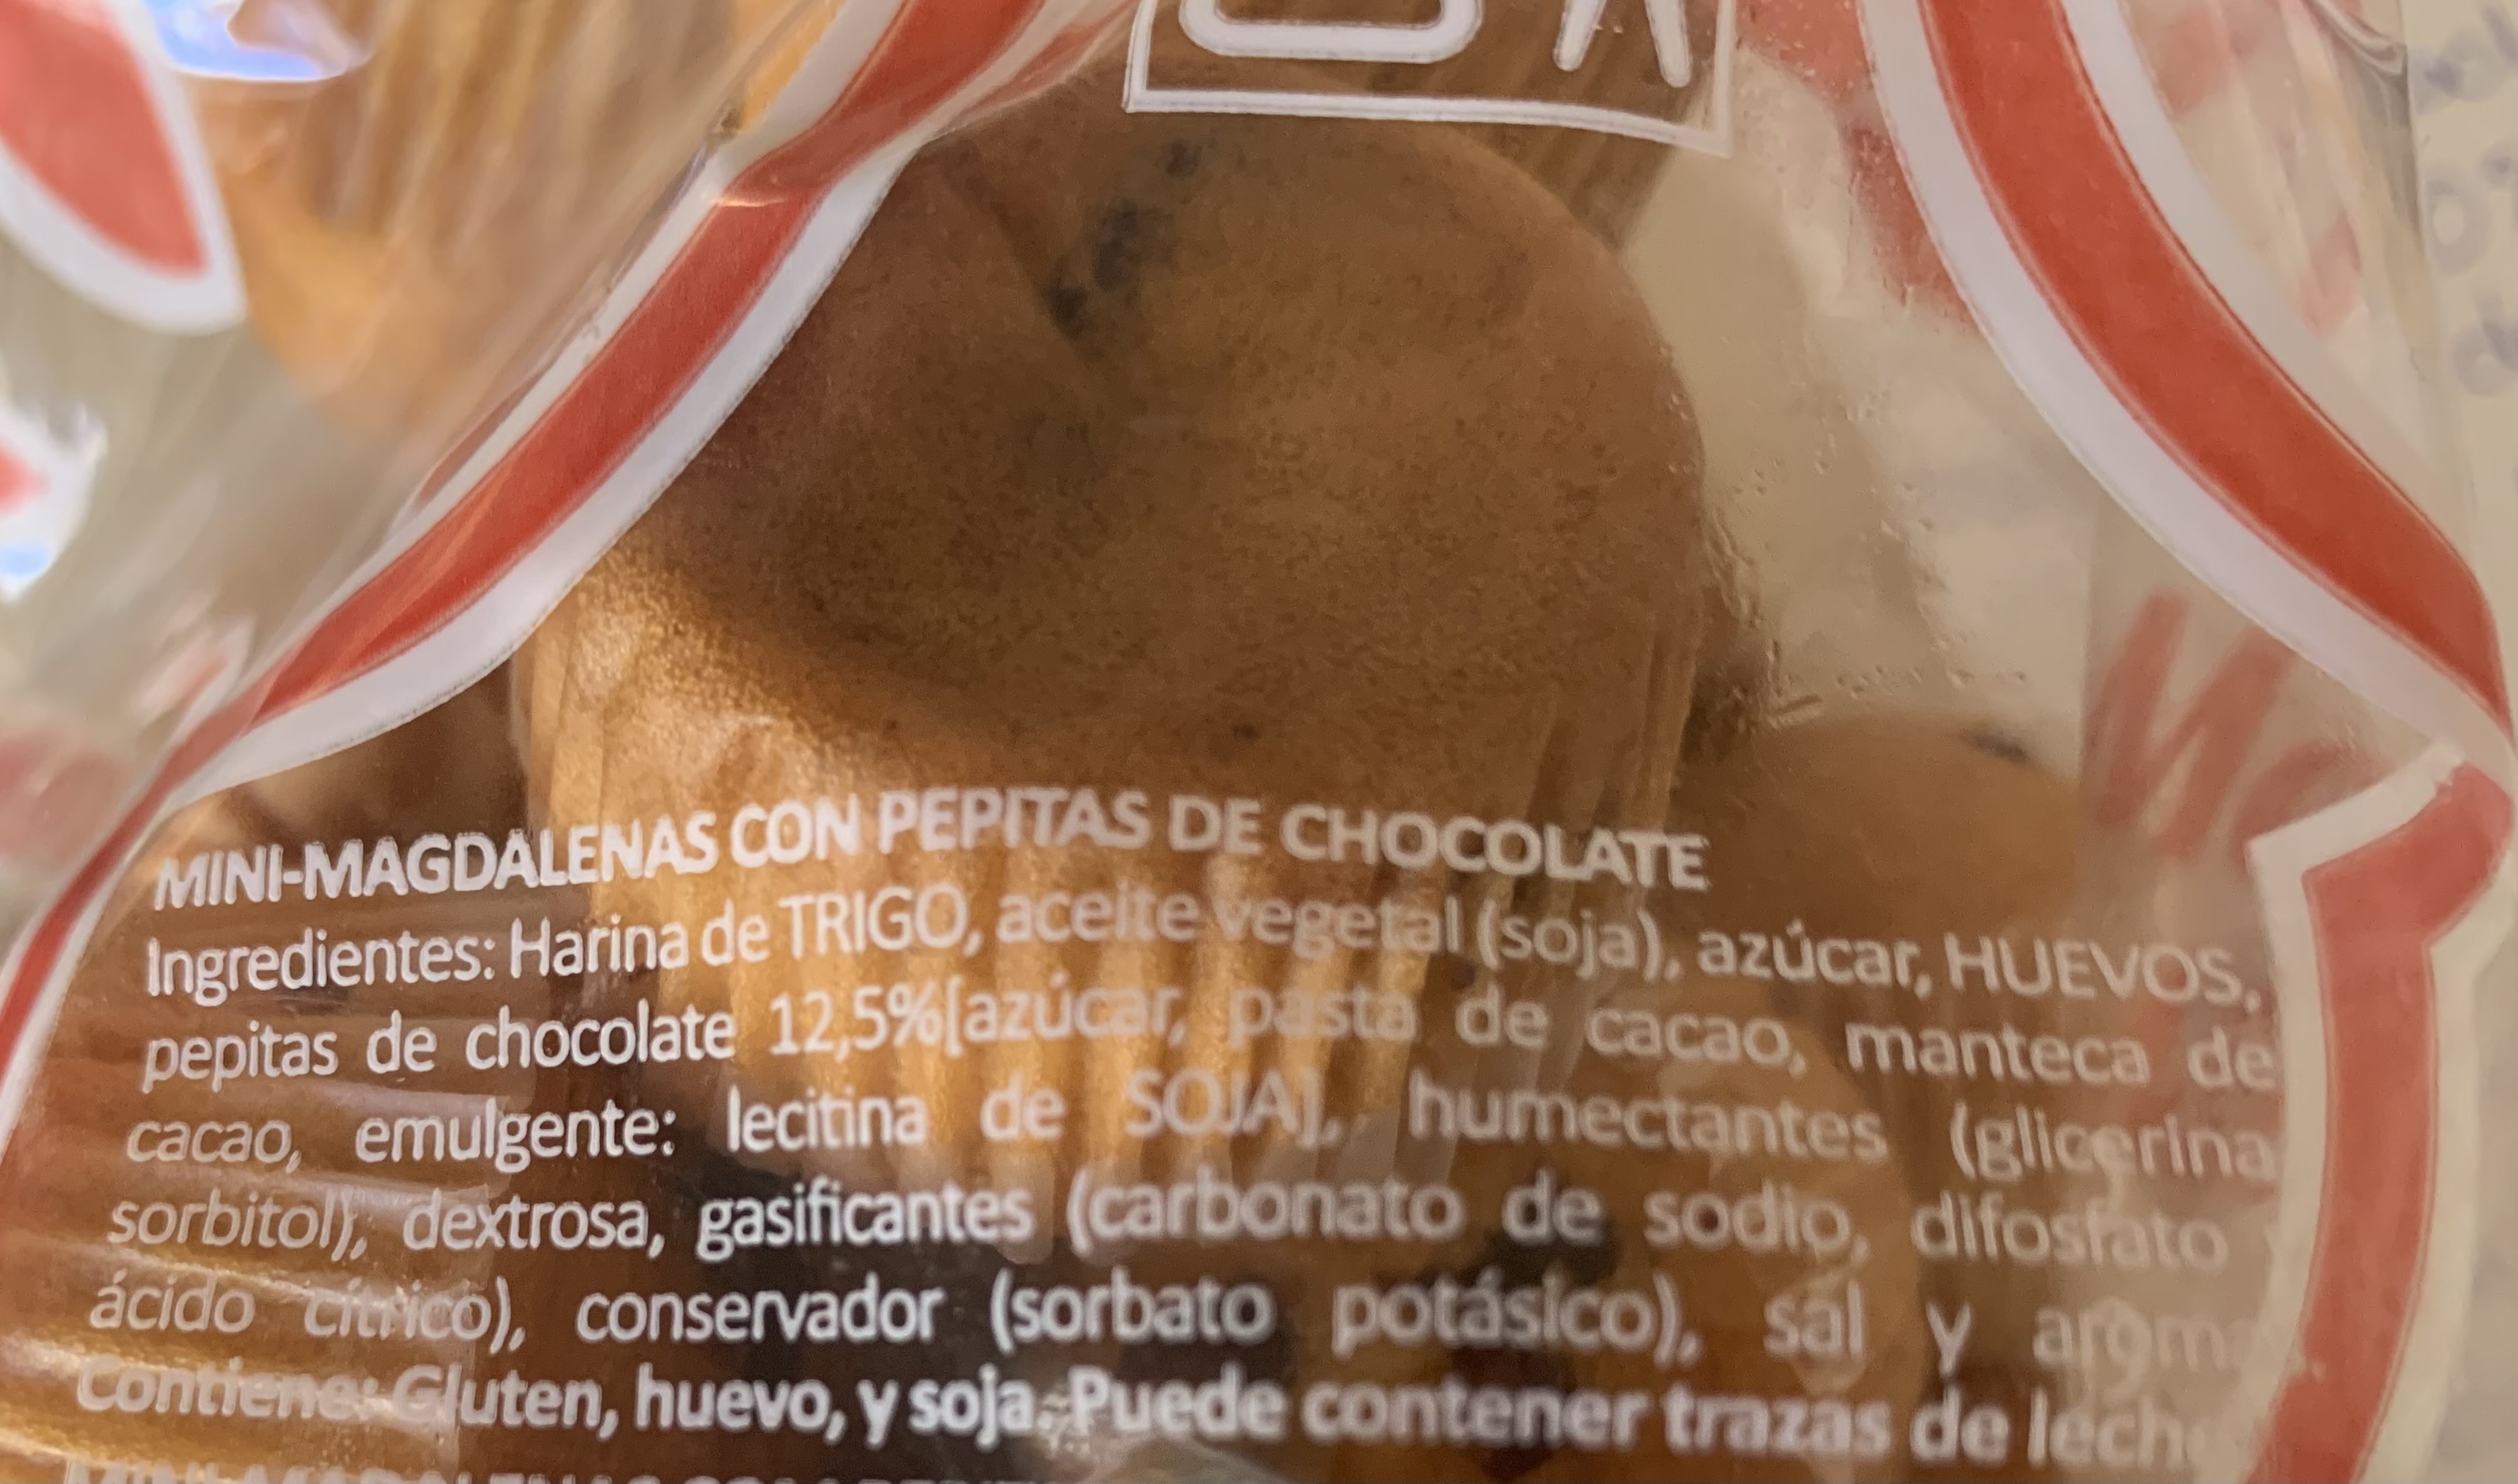 MINI-MAGDALENAS CON PEPITAS DE CHOCOLATE
Ingredientes: Harina de TRIGO, aceite vegetal (soja), azúcar, HUEVOS,
pepitas de chocolate 12,5%[azúcar, pasta de cacao, manteca de
cacao, emulgente: lecitina de SOJA], humectantes (glicerina
sorbitol), dextrosa, gasificantes (carbonato de sodio, difosfato
ácido cítrico), conservador (sorbato potásico), sal y
Contiene: Gluten, huevo, y soja. Puede contener trazas de